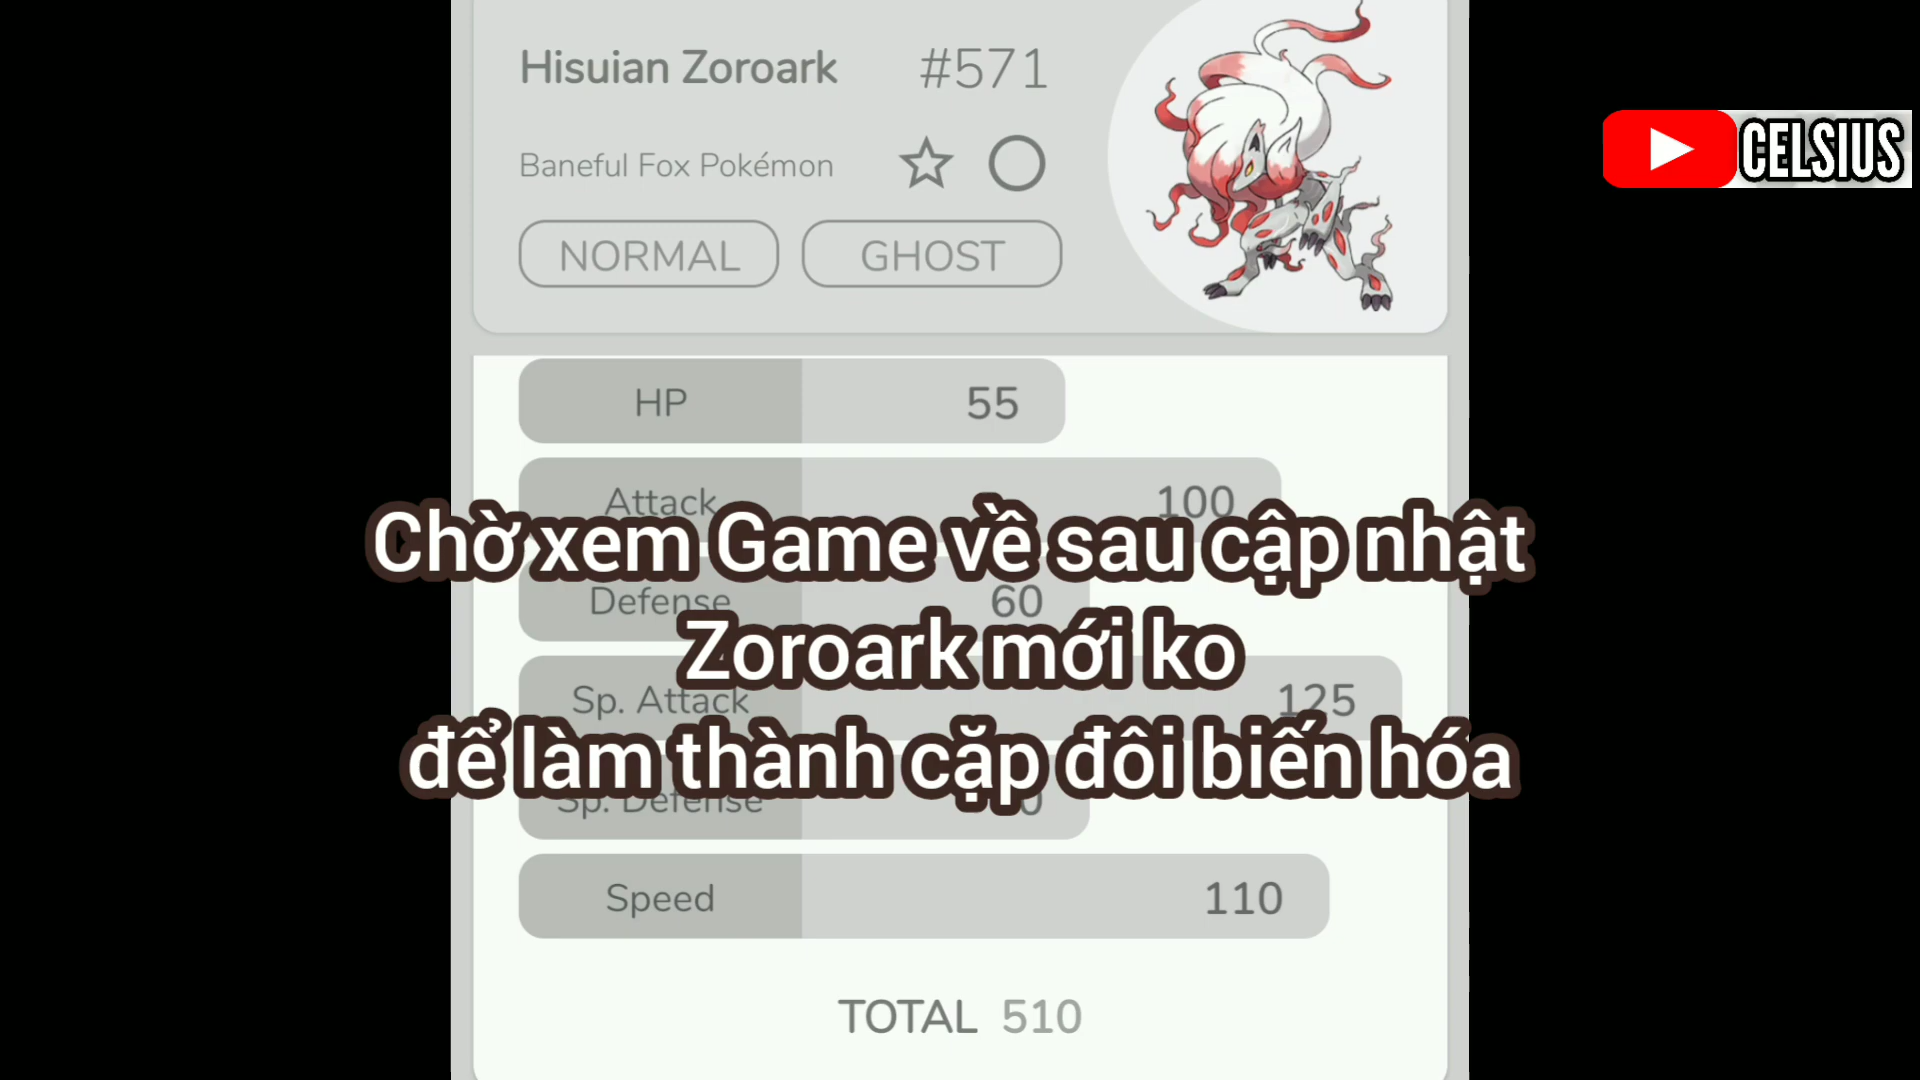 Hisuian Zoroark #571
CELSIUS
Baneful Fox Pokémon
NORMAL GHOST
HP 55
Attack 100
Chờ xem Game về sau cập nhật
Defense 60
Zoroark mới ko
Sp. Attack 125
để làm thành cặp đôi biến hóa
Sp. Defense
Speed 110
TOTAL 510